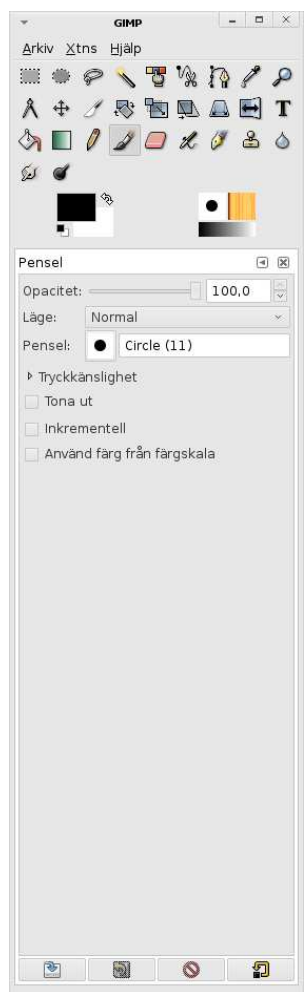 GIMP
Arkiv Xtns Hjälp
Pensel
Opacitet: 100,0
Läge: Normal
Pensel: Circle (11)
Tryckkänslighet
Tona ut
Inkrementell
Använd färg från färgskala